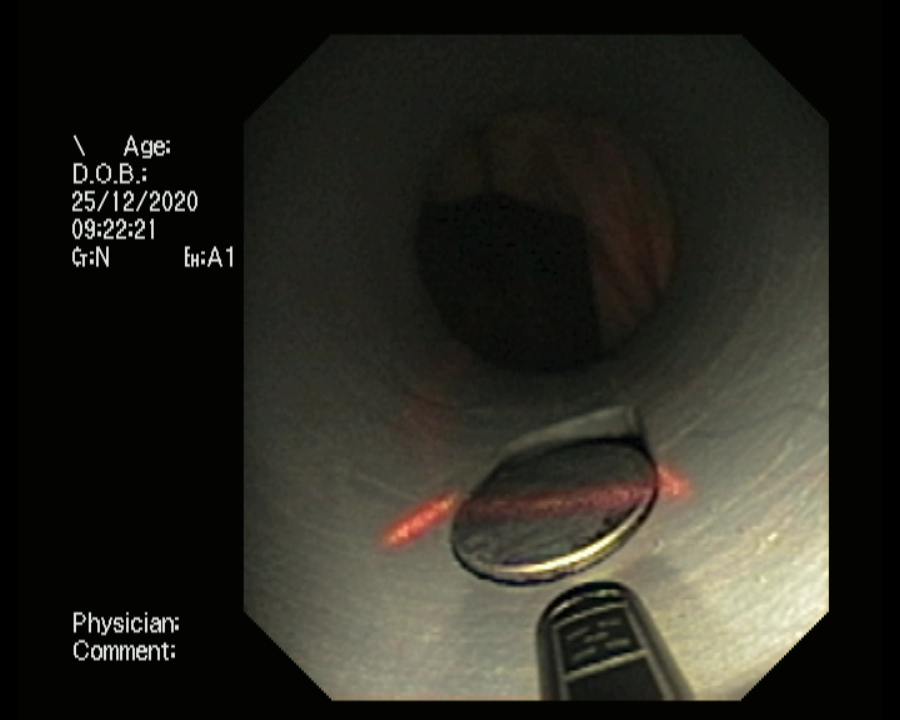 \ Age:
D.O.B.:
25/12/2020
09:22:21
Cr:N Eh:A1
Physician:
Comment: